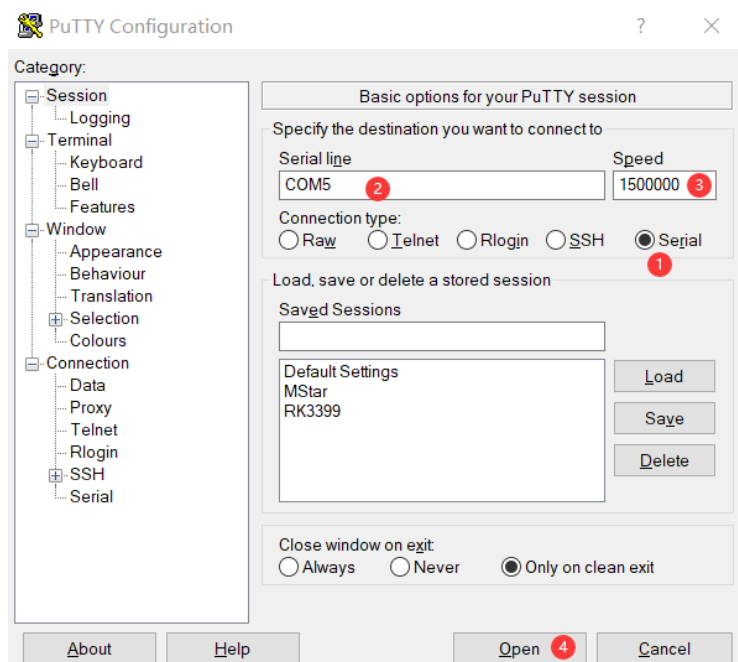 PuTTY Configuration
?
Category:
Session
Logging
Terminal
Keyboard
Bell
Features
Window
Appearance
Behaviour
Translation
Selection
Colours
Connection
Data
Proxy
Telnet
Rlogin
SSH
Serial
Basic options for your PuTTY session
Specify the destination you want to connect to
Serial line Speed
COM5 2 1500000 3
Connection type:
Raw Telnet Rlogin SSH Serial
1
Load, save or delete a stored session
Saved Sessions
Default Settings
MStar
RK3399
Load
Save
Delete
Close window on exit:
Always Never Only on clean exit
About Help Open 4 Cancel